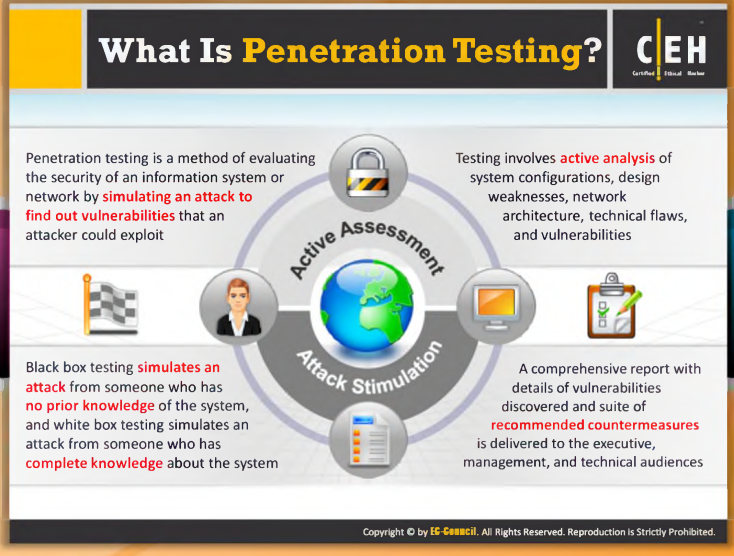 What Is Penetration Testing?
C|EH
Certified Ethical Hacker
Penetration testing is a method of evaluating
the security of an information system or
network by simulating an attack to
find out vulnerabilities that an
attacker could exploit
Testing involves active analysis of
system configurations, design
weaknesses, network
architecture, technical flaws,
and vulnerabilities
Active Assessment
Attack Stimulation
Black box testing simulates an
attack from someone who has
no prior knowledge of the system,
and white box testing simulates an
attack from someone who has
complete knowledge about the system
A comprehensive report with
details of vulnerabilities
discovered and suite of
recommended countermeasures
is delivered to the executive,
management, and technical audiences
Copyright © by EC-Council. All Rights Reserved. Reproduction is Strictly Prohibited.